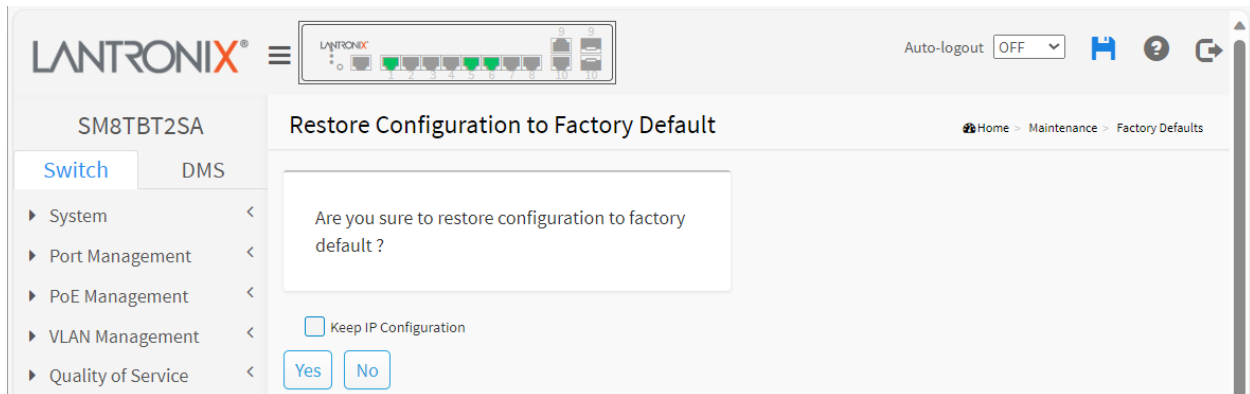 LANTRONIX®
LANTRONIX
9 9
1 2 3 4 5 6 7 8 10 10
Auto-logout OFF
SM8TBT2SA
Restore Configuration to Factory Default
Home > Maintenance > Factory Defaults
Switch DMS
System
Port Management
PoE Management
VLAN Management
Quality of Service
Are you sure to restore configuration to factory
default ?
Keep IP Configuration
Yes No